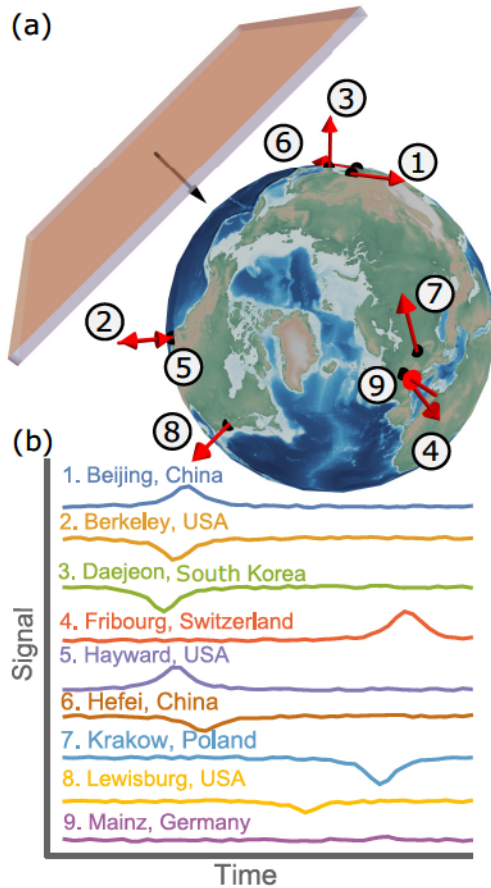 (a)
3
6
1
2
7
5
9
8
4
(b)
1. Beijing, China
2. Berkeley, USA
3. Daejeon, South Korea
4. Fribourg, Switzerland
5. Hayward, USA
6. Hefei, China
7. Krakow, Poland
8. Lewisburg, USA
9. Mainz, Germany
Signal
Time